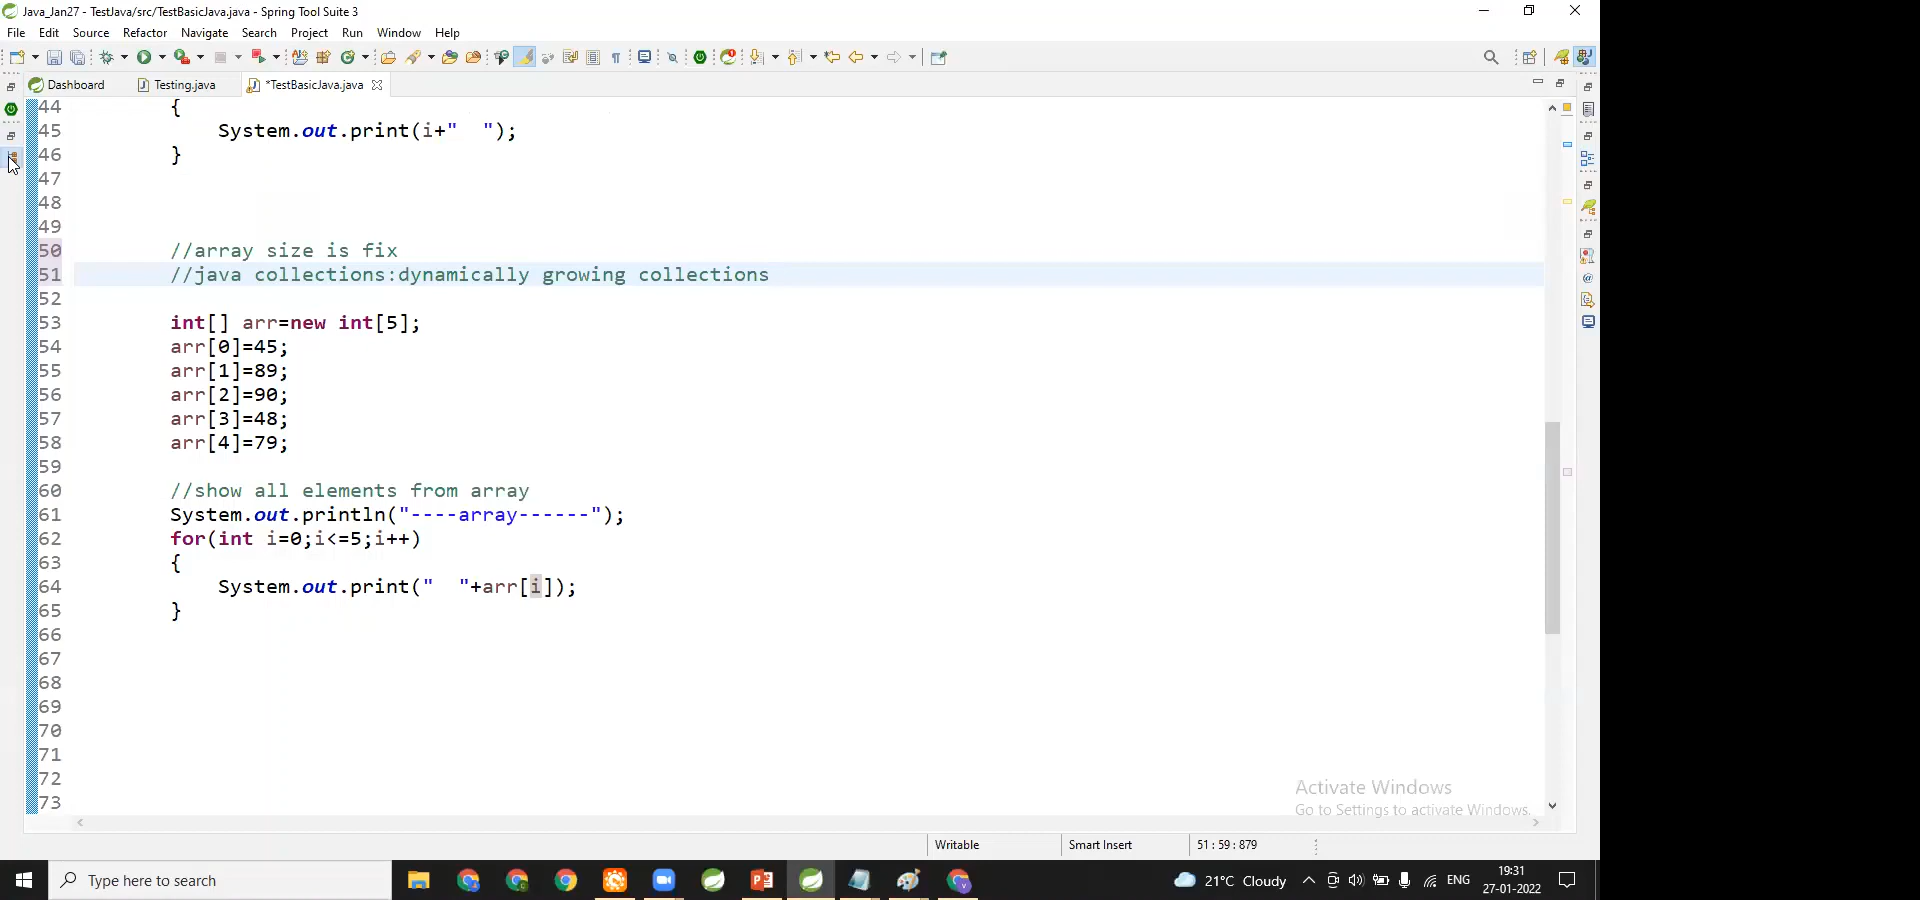 Java_Jan27 - TestJava/src/TestBasicJava.java - Spring Tool Suite 3
File Edit Source Refactor Navigate Search Project Run Window Help
Dashboard Testing.java *TestBasicJava.java
44 {
45 System.out.print(i+"  ");
46 }
47
48
49
50 //array size is fix
51 //java collections:dynamically growing collections
52
53 int[] arr=new int[5];
54 arr[0]=45;
55 arr[1]=89;
56 arr[2]=90;
57 arr[3]=48;
58 arr[4]=79;
59
60 //show all elements from array
61 System.out.println("----array------");
62 for(int i=0;i<=5;i++)
63 {
64 System.out.print("  "+arr[i]);
65 }
66
67
68
69
70
71
72
73
Activate Windows
Go to Settings to activate Windows.
Writable Smart Insert 51 : 59 : 879
Type here to search 21°C Cloudy ENG 19:31
27-01-2022